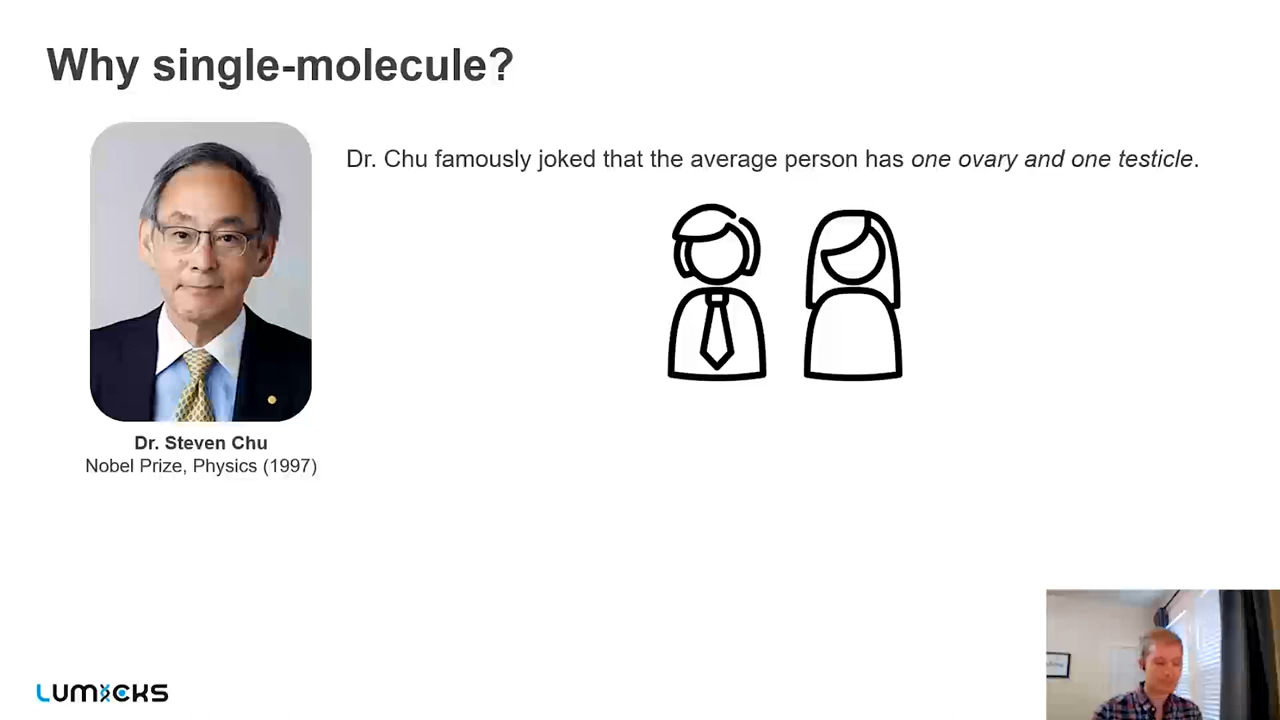 Why single-molecule?
Dr. Chu famously joked that the average person has one ovary and one testicle.
Dr. Steven Chu
Nobel Prize, Physics (1997)
LUMICKS